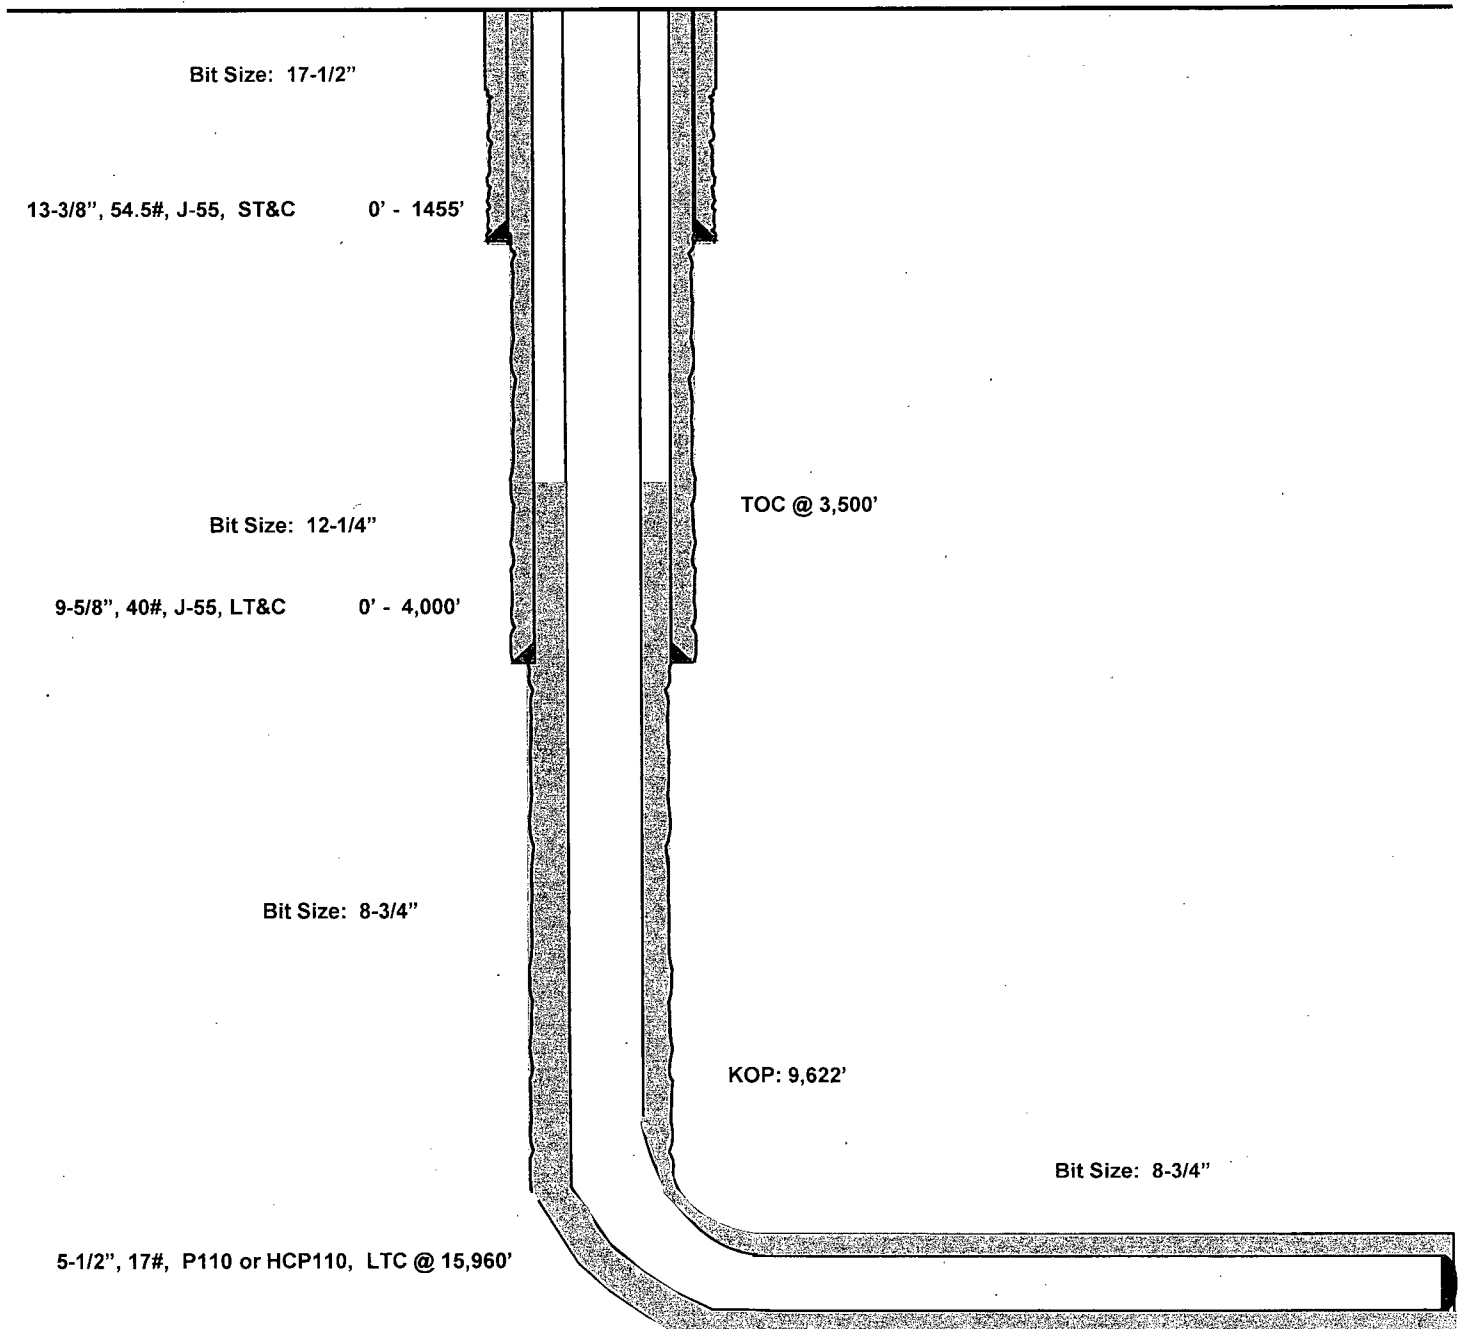 Bit Size: 17-1/2”
13-3/8”, 54.5#, J-55, ST&C 0’ - 1455’
TOC @ 3,500’
Bit Size: 12-1/4”
9-5/8”, 40#, J-55, LT&C 0’ - 4,000’
Bit Size: 8-3/4”
KOP: 9,622’
Bit Size: 8-3/4”
5-1/2”, 17#, P110 or HCP110, LTC @ 15,960’